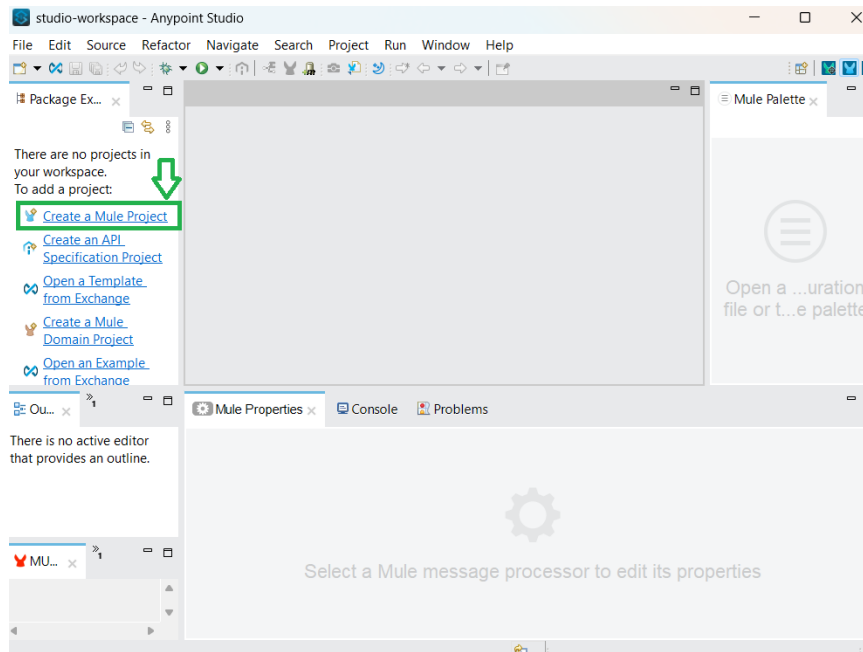 studio-workspace - Anypoint Studio
File Edit Source Refactor Navigate Search Project Run Window Help
Package Ex...
Mule Palette
There are no projects in
your workspace.
To add a project:
Create a Mule Project
Create an API
Specification Project
Open a Template
from Exchange
Create a Mule
Domain Project
Open an Example
from Exchange
Open a ...uration
file or t...e palette
Ou...
»1
Mule Properties
Console
Problems
There is no active editor
that provides an outline.
MU...
»1
Select a Mule message processor to edit its properties